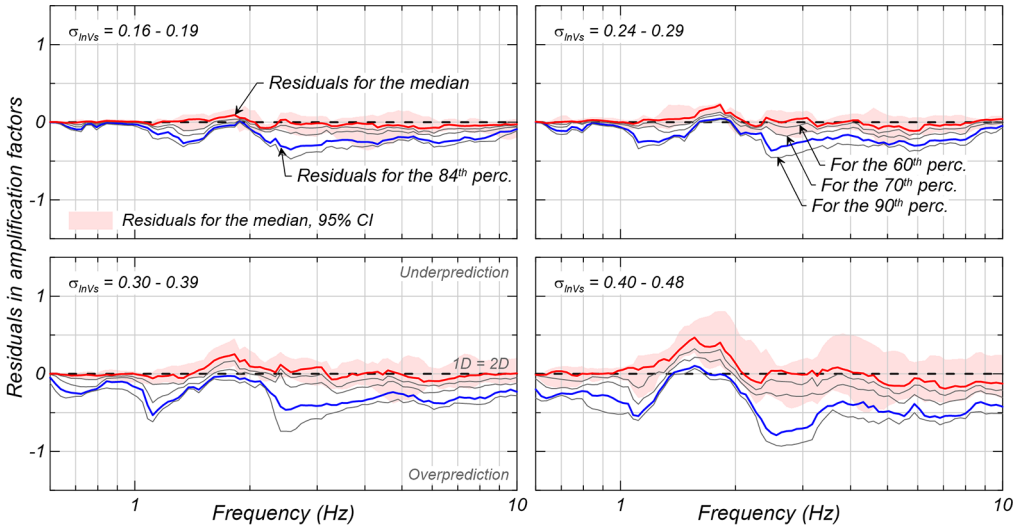 Residuals in amplification factors
σlnVs = 0.16 - 0.19
Residuals for the median
Residuals for the 84th perc.
Residuals for the median, 95% CI
1
0
-1
σlnVs = 0.24 - 0.29
For the 60th perc.
For the 70th perc.
For the 90th perc.
σlnVs = 0.30 - 0.39
Underprediction
1D = 2D
Overprediction
1
0
-1
1
10
Frequency (Hz)
σlnVs = 0.40 - 0.48
1
10
Frequency (Hz)